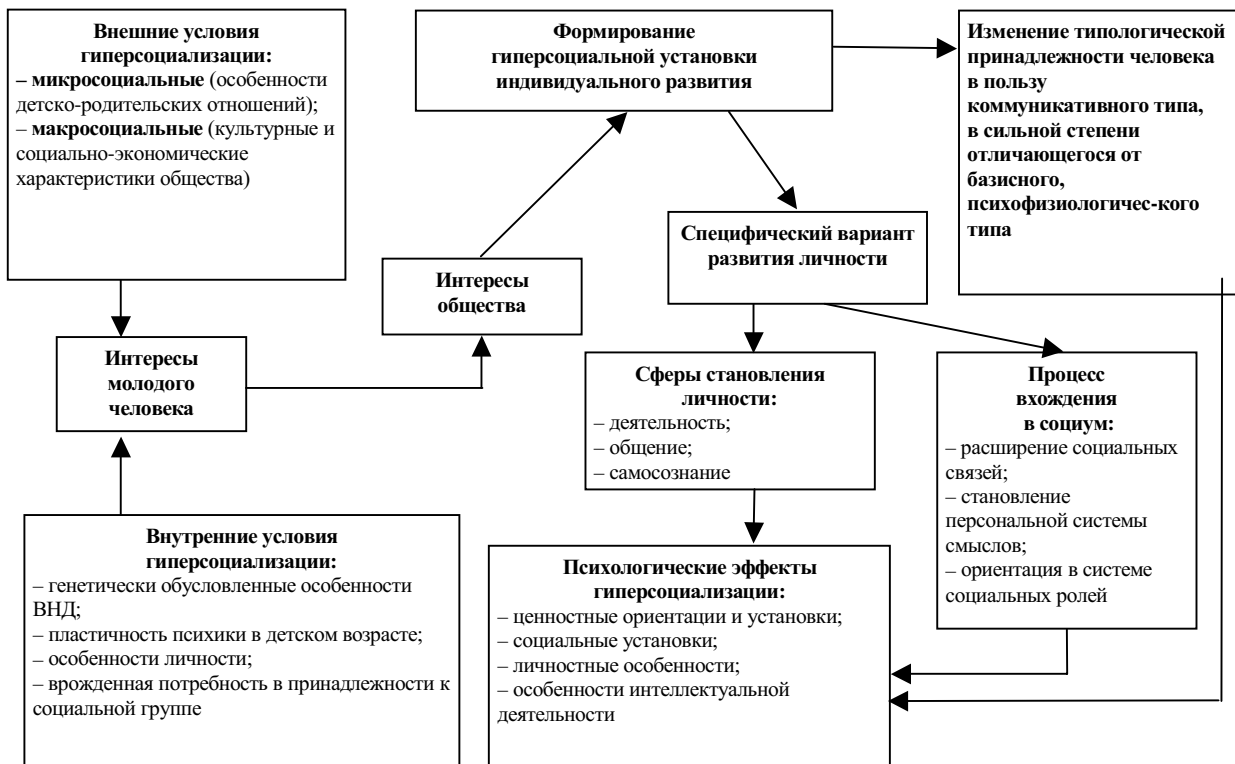 Внешние условия
гиперсоциализации:
– микросоциальные (особенности
детско-родительских отношений);
– макросоциальные (культурные и
социально-экономические
характеристики общества)
Формирование
гиперсоциальной установки
индивидуального развития
Изменение типологической
принадлежности человека
в пользу
коммуникативного типа,
в сильной степени
отличающегося от
базисного,
психофизиологичес-кого
типа
Специфический вариант
развития личности
Интересы
общества
Интересы
молодого
человека
Сферы становления
личности:
– деятельность;
– общение;
– самосознание
Процесс
вхождения
в социум:
– расширение социальных
связей;
– становление
персональной системы
смыслов;
– ориентация в системе
социальных ролей
Внутренние условия
гиперсоциализации:
– генетически обусловленные особенности
ВНД;
– пластичность психики в детском возрасте;
– особенности личности;
– врожденная потребность в принадлежности к
социальной группе
Психологические эффекты
гиперсоциализации:
– ценностные ориентации и установки;
– социальные установки;
– личностные особенности;
– особенности интеллектуальной
деятельности